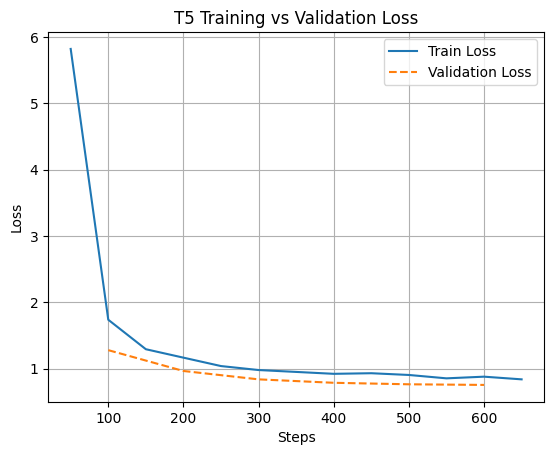 T5 Training vs Validation Loss
Train Loss
Validation Loss
Loss
6
5
4
3
2
1
100 200 300 400 500 600
Steps